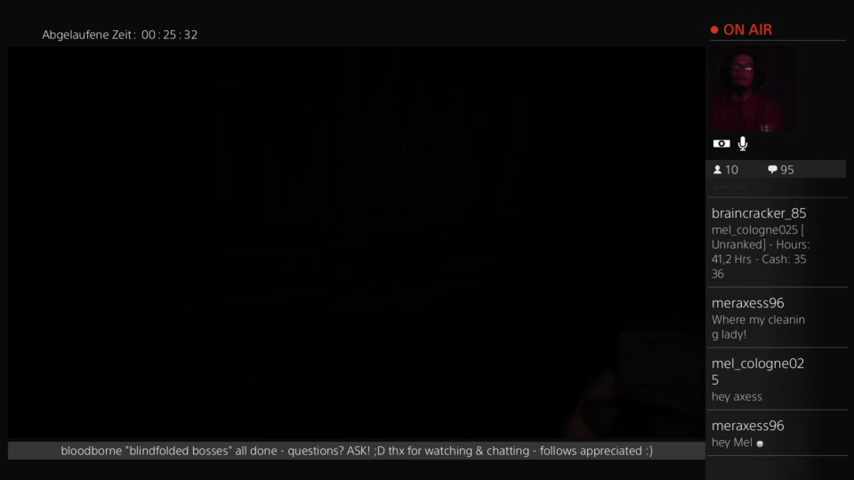 Abgelaufene Zeit: 00:25:32
ON AIR
10 95
braincracker_85
mel_cologne025 [
Unranked] - Hours:
41,2 Hrs - Cash: 35
36
meraxess96
Where my cleanin
g lady!
mel_cologne02
5
hey axess
meraxess96
hey Mel
bloodborne "blindfolded bosses" all done - questions? ASK! ;D thx for watching & chatting - follows appreciated :)